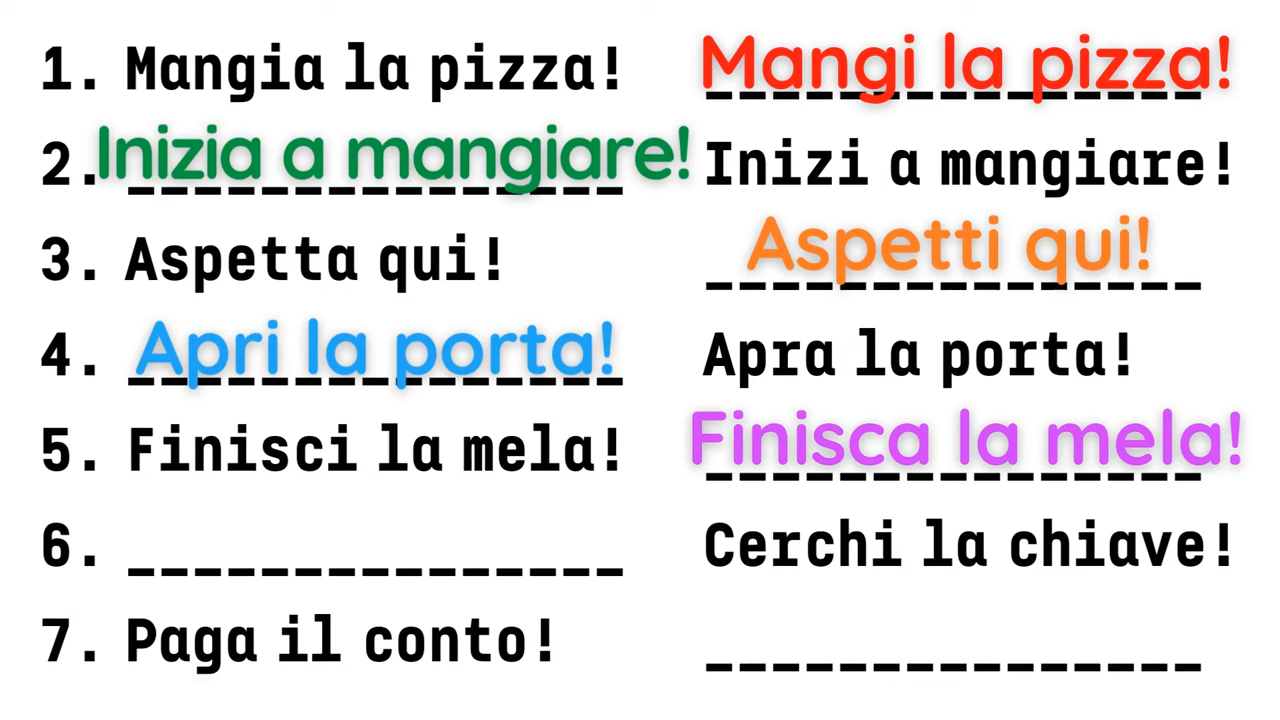 1. Mangia la pizza! Mangi la pizza!
2. Inizia a mangiare! Inizi a mangiare!
3. Aspetta qui! Aspetti qui!
4. Apri la porta! Apra la porta!
5. Finisci la mela! Finisca la mela!
6. _______________ Cerchi la chiave!
7. Paga il conto! _______________